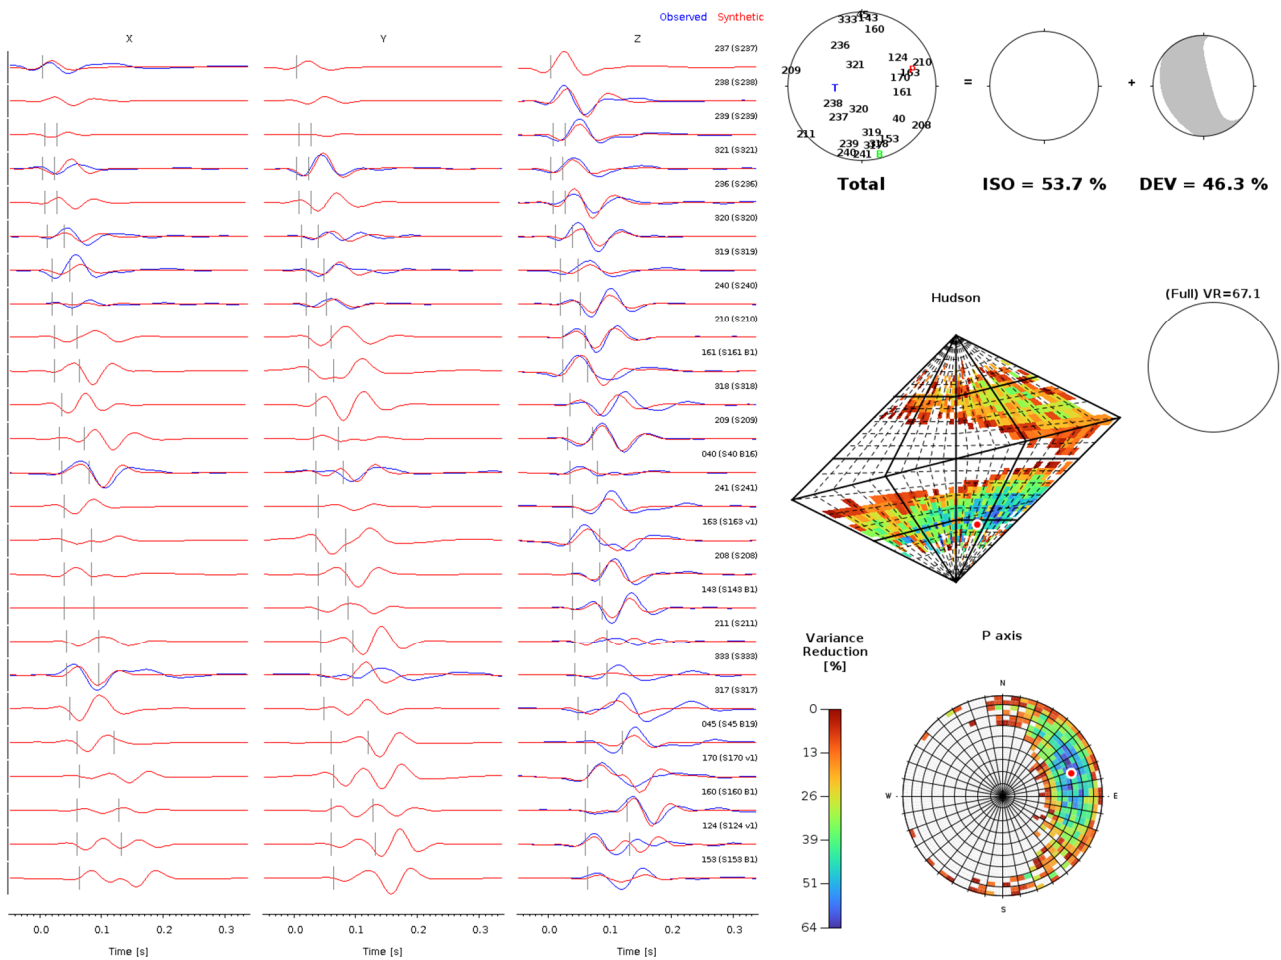 Observed Synthetic
X
Y
Z
237 (S237)
238 (S238)
239 (S239)
321 (S321)
236 (S236)
320 (S320)
319 (S319)
240 (S240)
210 (S210)
161 (S161 B1)
318 (S318)
209 (S209)
040 (S40 B16)
241 (S241)
163 (S163 v1)
208 (S208)
143 (S143 B1)
211 (S211)
333 (S333)
317 (S317)
045 (S45 B19)
170 (S170 v1)
160 (S160 B1)
124 (S124 v1)
153 (S153 B1)
0.0 0.1 0.2 0.3
0.0 0.1 0.2 0.3
0.0 0.1 0.2 0.3
Time [s]
Time [s]
Time [s]
333 45 143
160
236
124 210
321
209
170 163
T
161
238
320
237
40
208
211
319
153
239
318
240 241 B
Total
=
ISO = 53.7 %
+
DEV = 46.3 %
Hudson
(Full) VR=67.1
Variance
Reduction
[%]
0
13
26
39
51
64
P axis
N
W
E
S